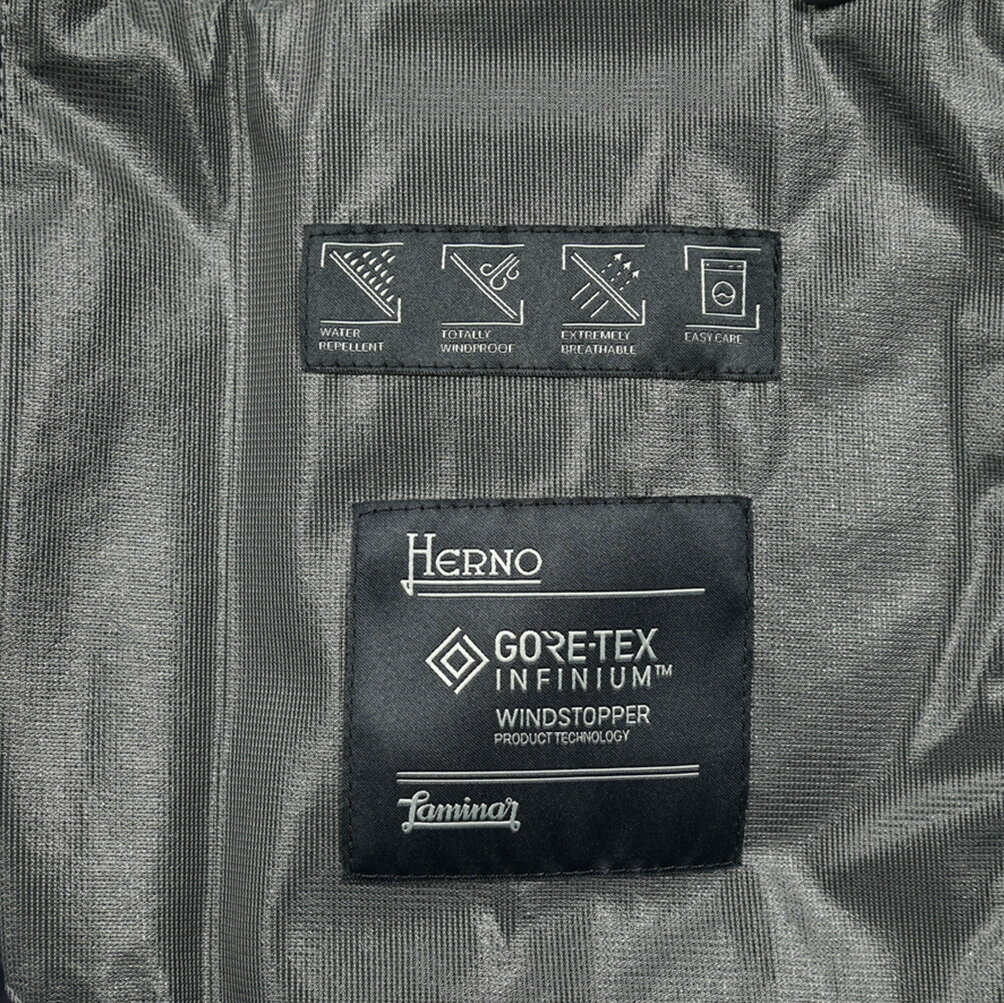 WATER
REPELLENT
TOTALLY
WINDPROOF
EXTREMELY
BREATHABLE
EASY CARE
HERNO
GORE-TEX
INFINIUM™
WINDSTOPPER
PRODUCT TECHNOLOGY
Laminar